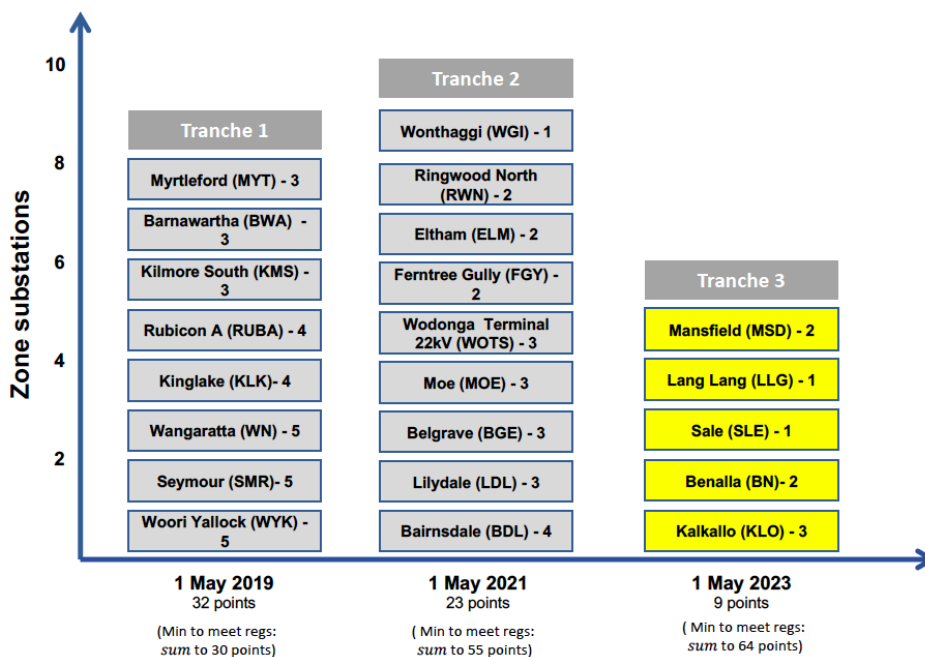 Zone substations
10
8
6
4
2
Tranche 1
Myrtleford (MYT) - 3
Barnawartha (BWA) -
3
Kilmore South (KMS) -
3
Rubicon A (RUBA) - 4
Kinglake (KLK) - 4
Wangaratta (WN) - 5
Seymour (SMR)- 5
Woori Yallock (WYK) -
5
1 May 2019
32 points
(Min to meet regs:
sum to 30 points)
Tranche 2
Wonthaggi (WGI) - 1
Ringwood North
(RWN) - 2
Eltham (ELM) - 2
Ferntree Gully (FGY) -
2
Wodonga Terminal
22kV (WOTS) - 3
Moe (MOE) - 3
Belgrave (BGE) - 3
Lilydale (LDL) - 3
Bairnsdale (BDL) - 4
1 May 2021
23 points
( Min to meet regs:
sum to 55 points)
Tranche 3
Mansfield (MSD) - 2
Lang Lang (LLG) - 1
Sale (SLE) - 1
Benalla (BN) - 2
Kalkallo (KLO) - 3
1 May 2023
9 points
( Min to meet regs:
sum to 64 points)